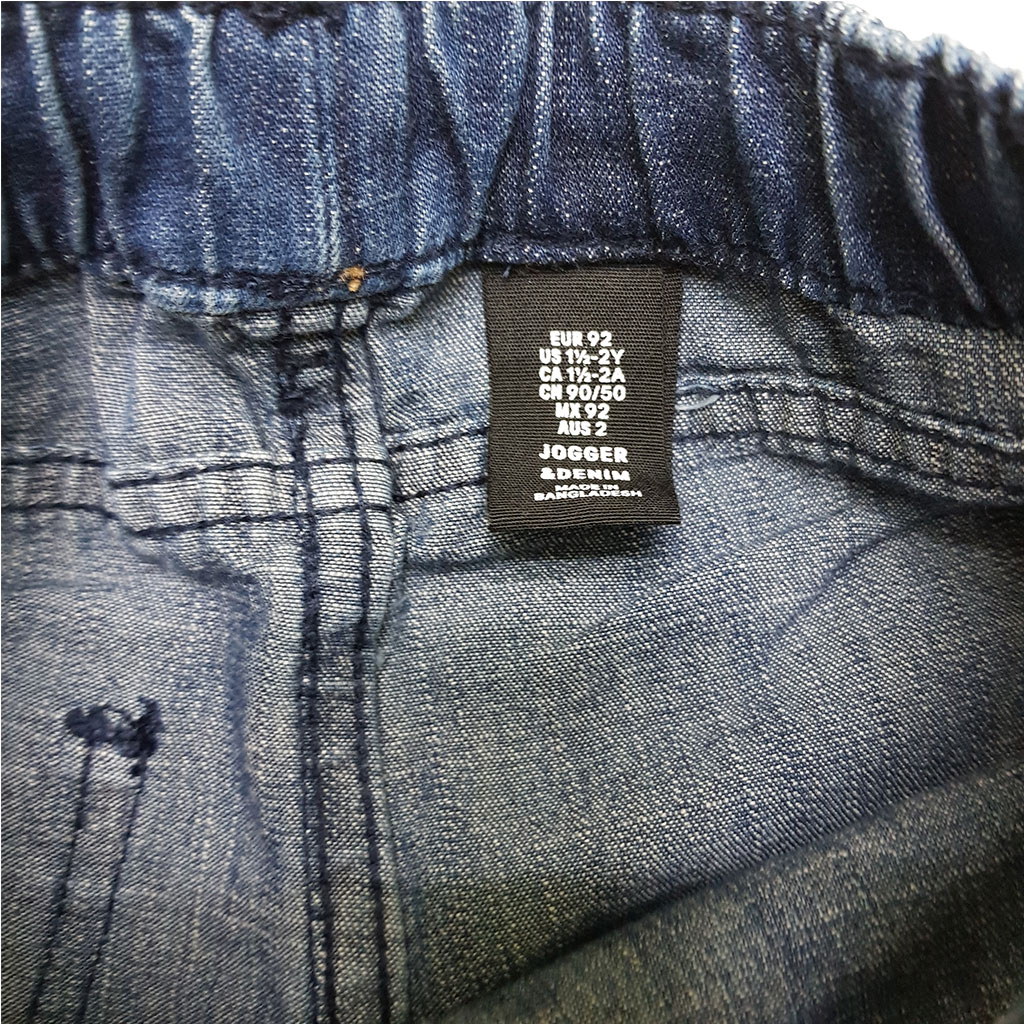 EUR 92
US 1½-2Y
CA 1½-2A
CN 90/50
MX 92
AUS 2
JOGGER
&DENIM
MADE IN
BANGLADESH